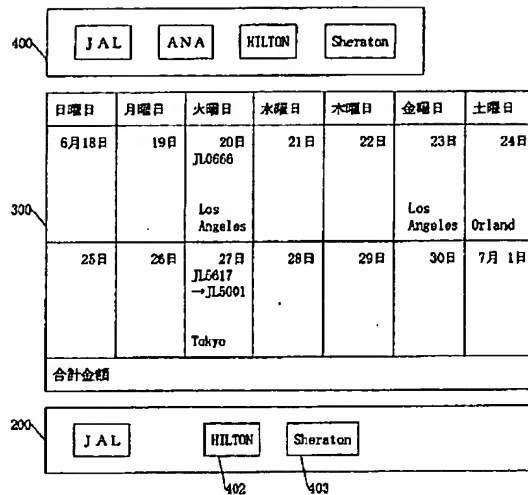 400 JAL ANA HILTON Sheraton
日曜日 月曜日 火曜日 水曜日 木曜日 金曜日 土曜日
6月18日 19日 20日 21日 22日 23日 24日
JL0666
300
Los Angeles Los Angeles Orland
25日 26日 27日 28日 29日 30日 7月 1日
JL5617
→JL5001
Tokyo
合計金額
200 JAL HILTON Sheraton
402 403